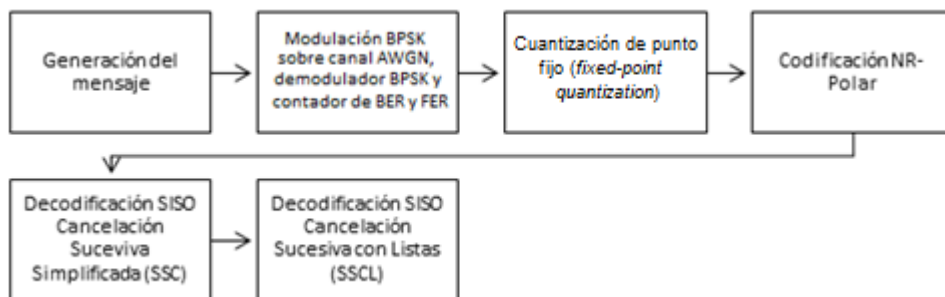 Generación del
mensaje
Modulación BPSK
sobre canal AWGN,
demodulador BPSK y
contador de BER y FER
Cuantización de punto
fijo (fixed-point
quantization)
Codificación NR-
Polar
Decodificación SISO
Cancelación
Suceviva
Simplificada (SSC)
Decodificación SISO
Cancelación
Sucesiva con Listas
(SSCL)